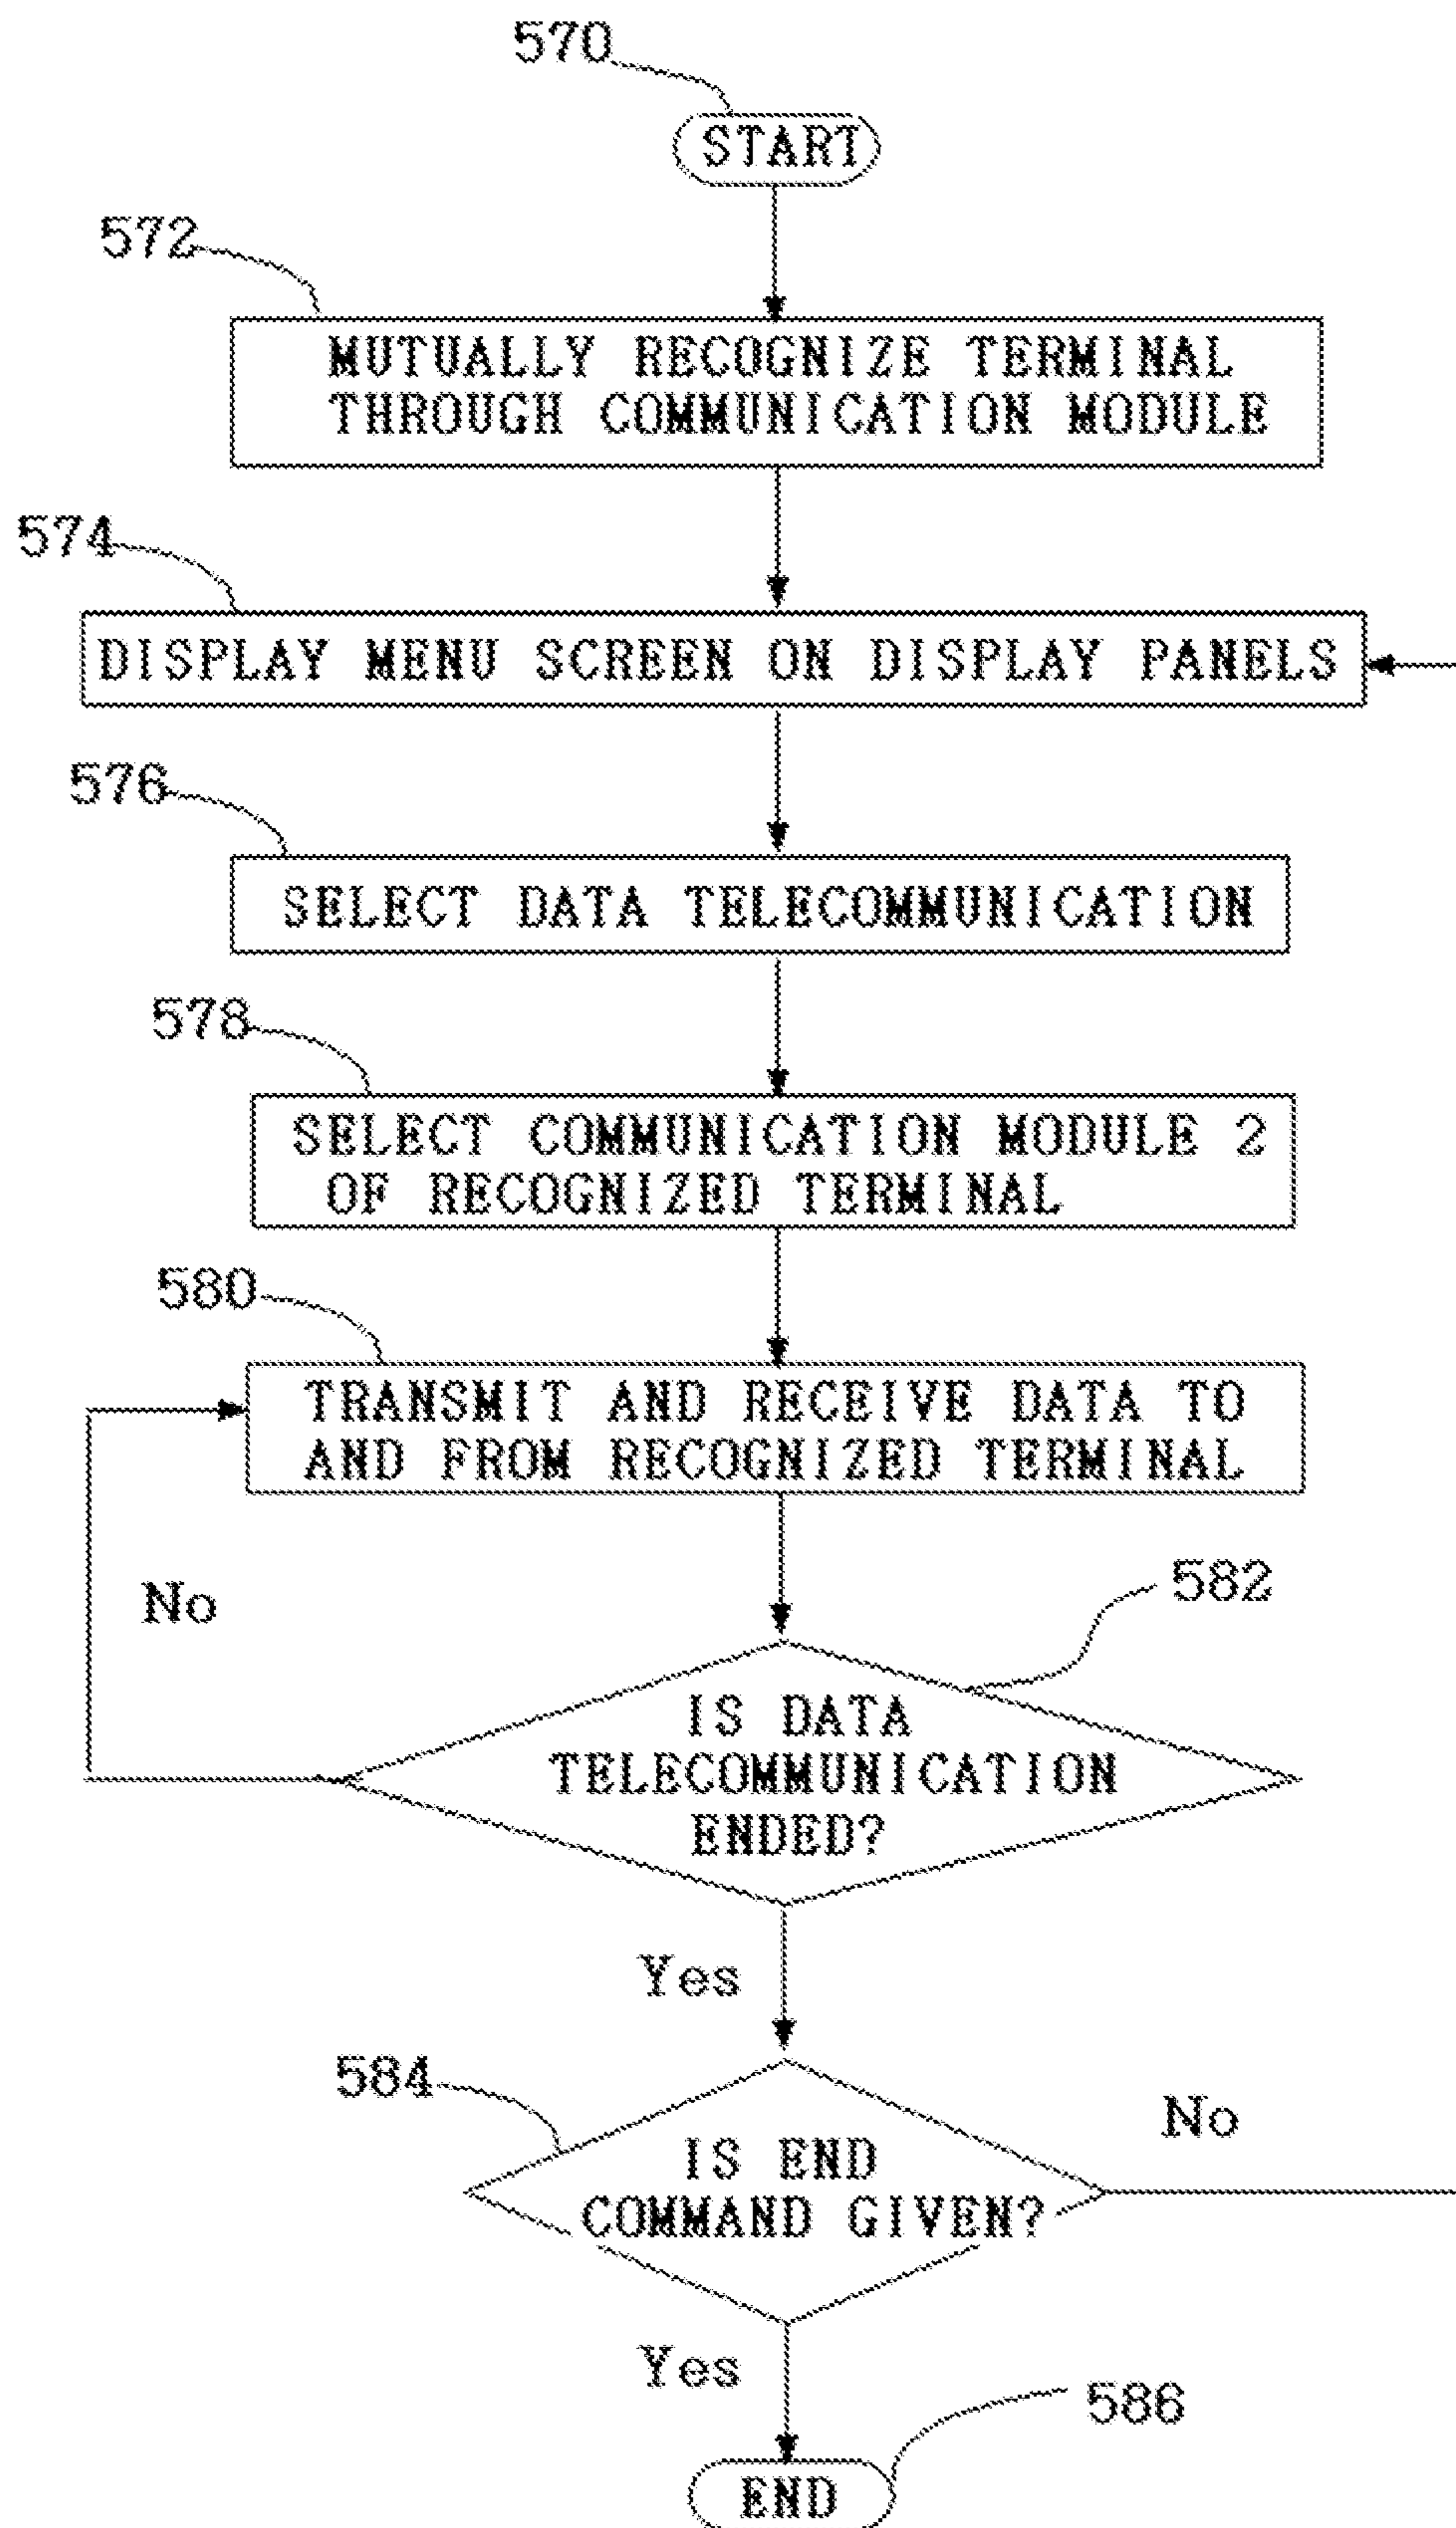 570
START
572
MUTUALLY RECOGNIZE TERMINAL
THROUGH COMMUNICATION MODULE
574
DISPLAY MENU SCREEN ON DISPLAY PANELS
576
SELECT DATA TELECOMMUNICATION
578
SELECT COMMUNICATION MODULE 2
OF RECOGNIZED TERMINAL
580
TRANSMIT AND RECEIVE DATA TO
AND FROM RECOGNIZED TERMINAL
No
582
IS DATA
TELECOMMUNICATION
ENDED?
Yes
584
No
IS END
COMMAND GIVEN?
Yes
586
END